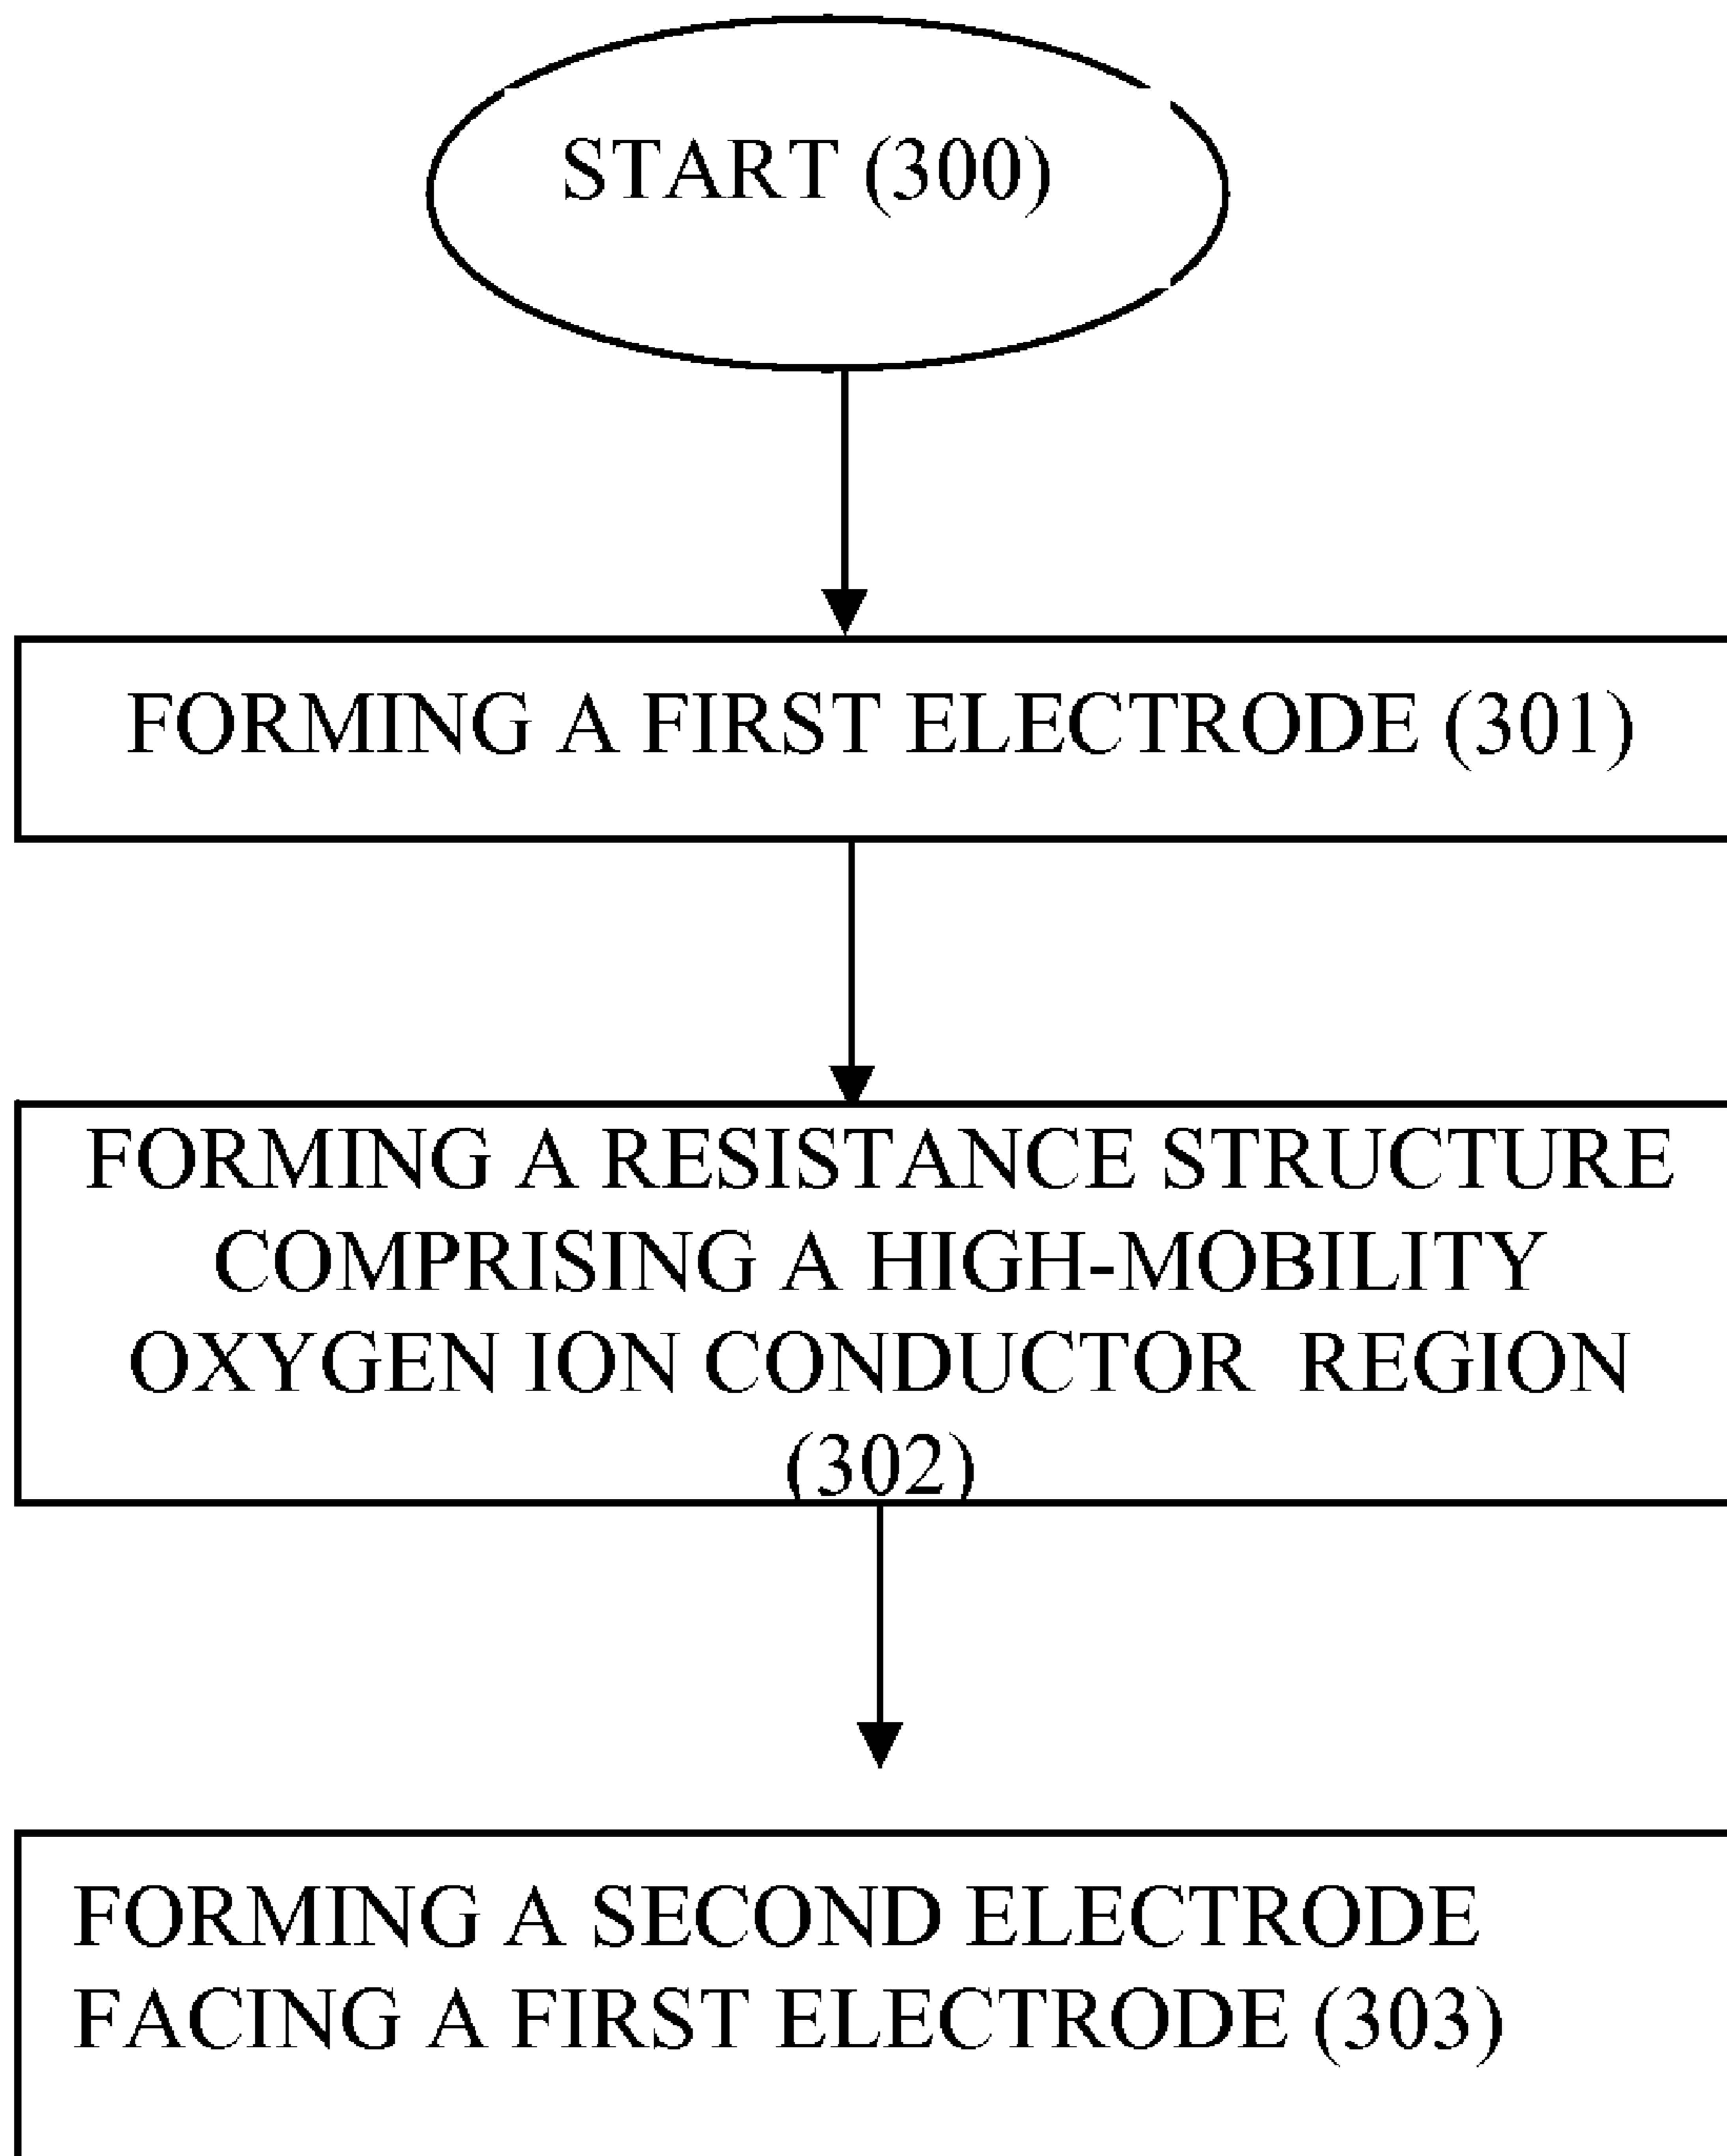 START (300)
FORMING A FIRST ELECTRODE (301)
FORMING A RESISTANCE STRUCTURE
COMPRISING A HIGH-MOBILITY
OXYGEN ION CONDUCTOR REGION
(302)
FORMING A SECOND ELECTRODE
FACING A FIRST ELECTRODE (303)